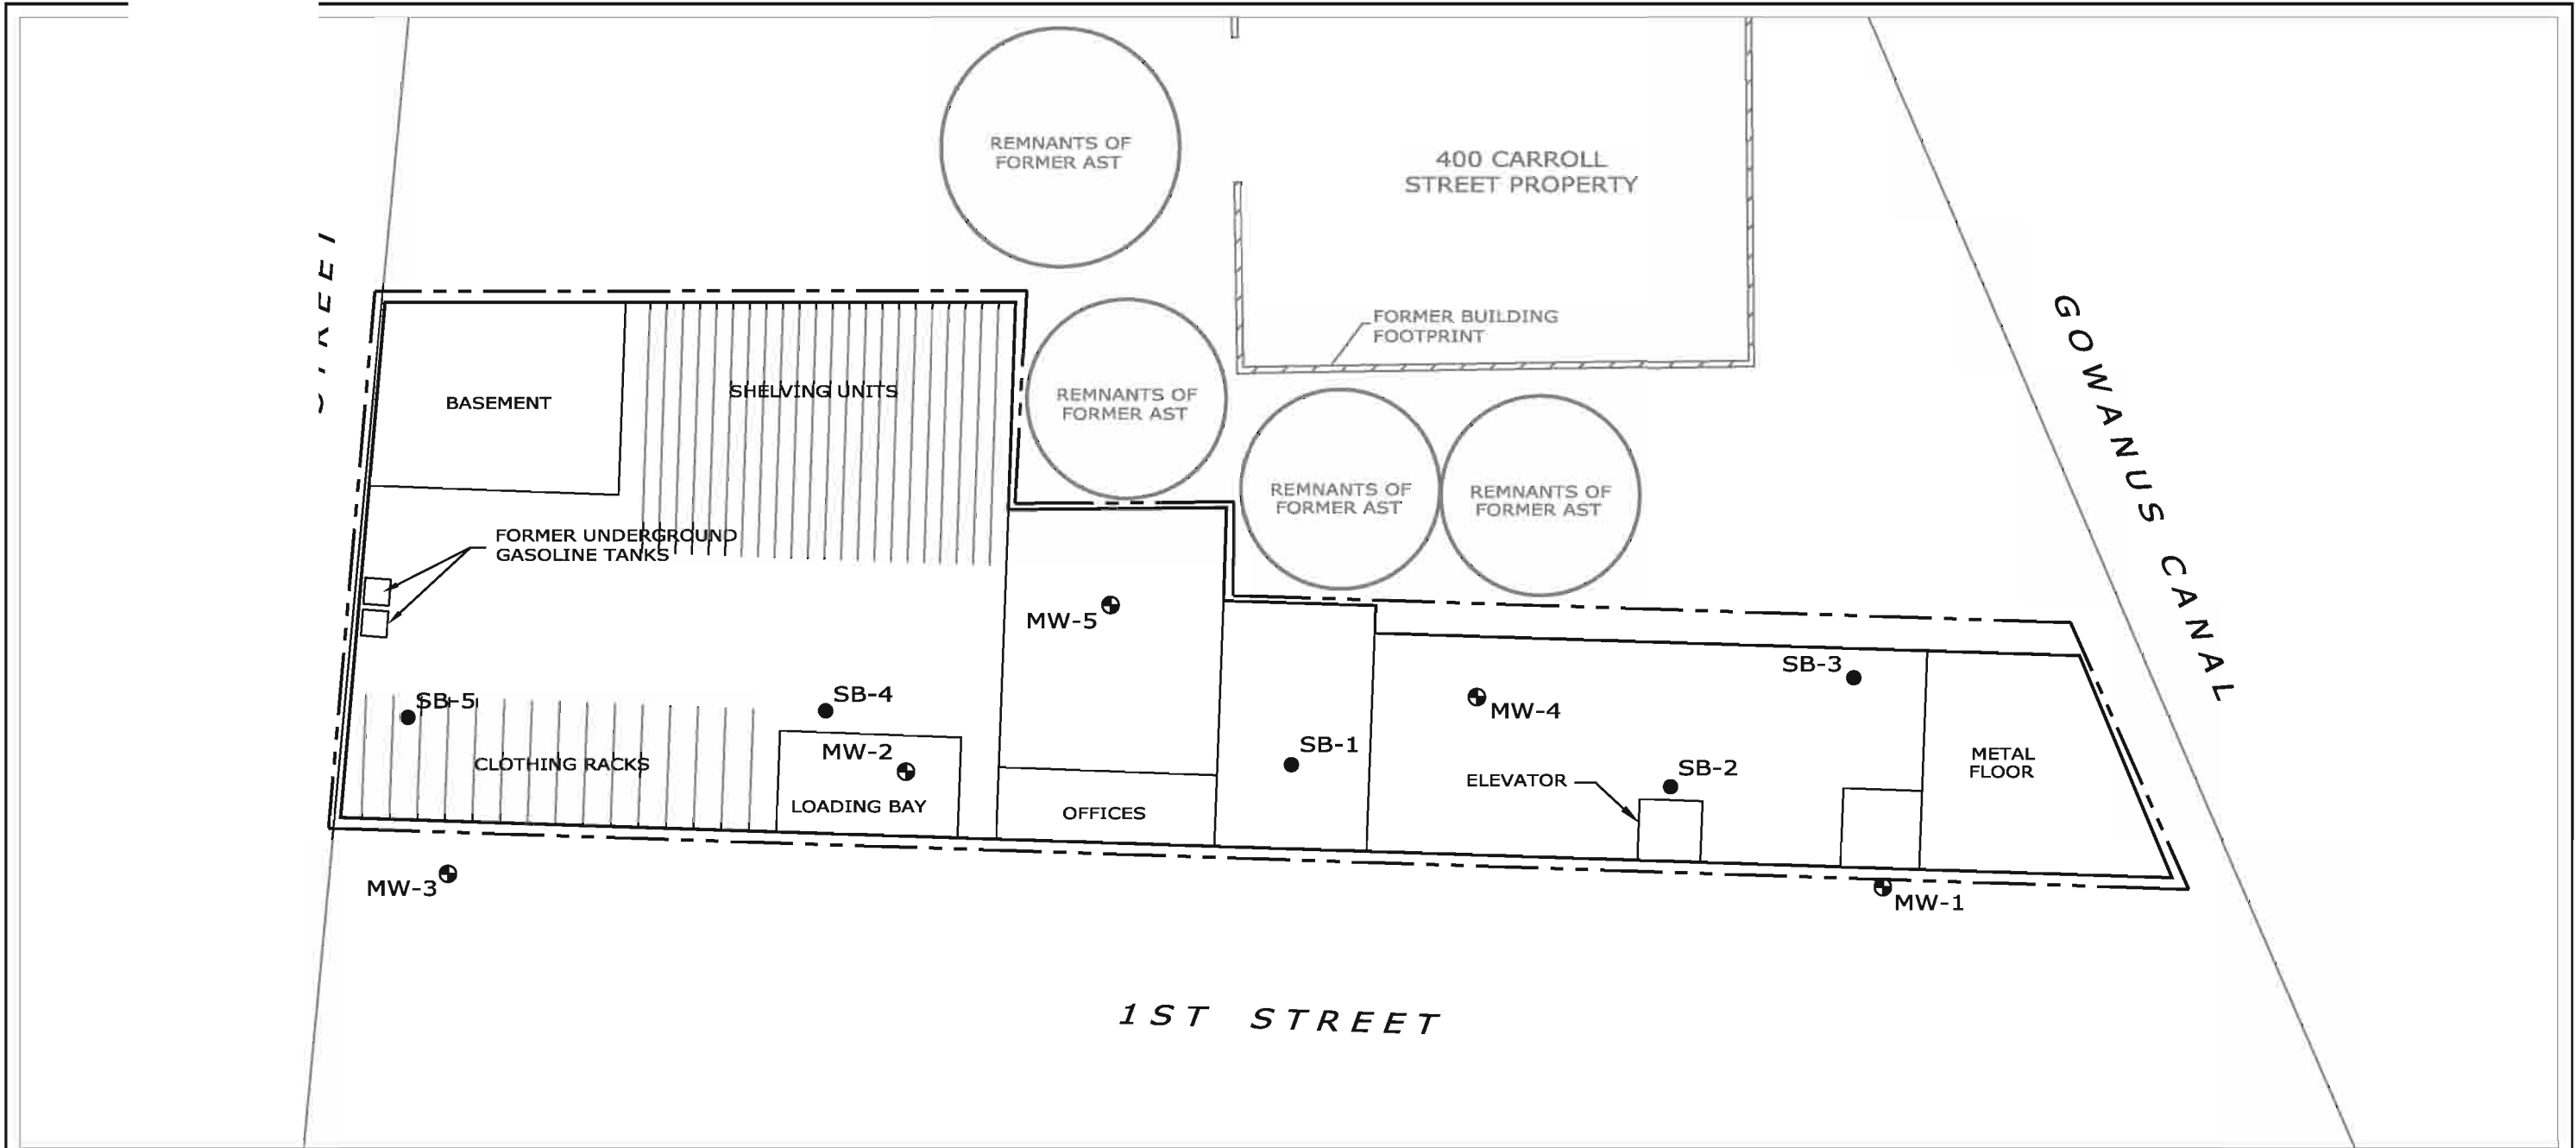 REMNANTS OF
FORMER AST
400 CARROLL
STREET PROPERTY
STREET
GOWANUS CANAL
FORMER BUILDING
FOOTPRINT
BASEMENT
SHELVING UNITS
REMNANTS OF
FORMER AST
REMNANTS OF
FORMER AST
REMNANTS OF
FORMER AST
FORMER UNDERGROUND
GASOLINE TANKS
MW-5
SB-3
SB-5
SB-4
MW-4
MW-2
SB-1
CLOTHING RACKS
SB-2
METAL
FLOOR
ELEVATOR
LOADING BAY
OFFICES
MW-3
MW-1
1ST STREET